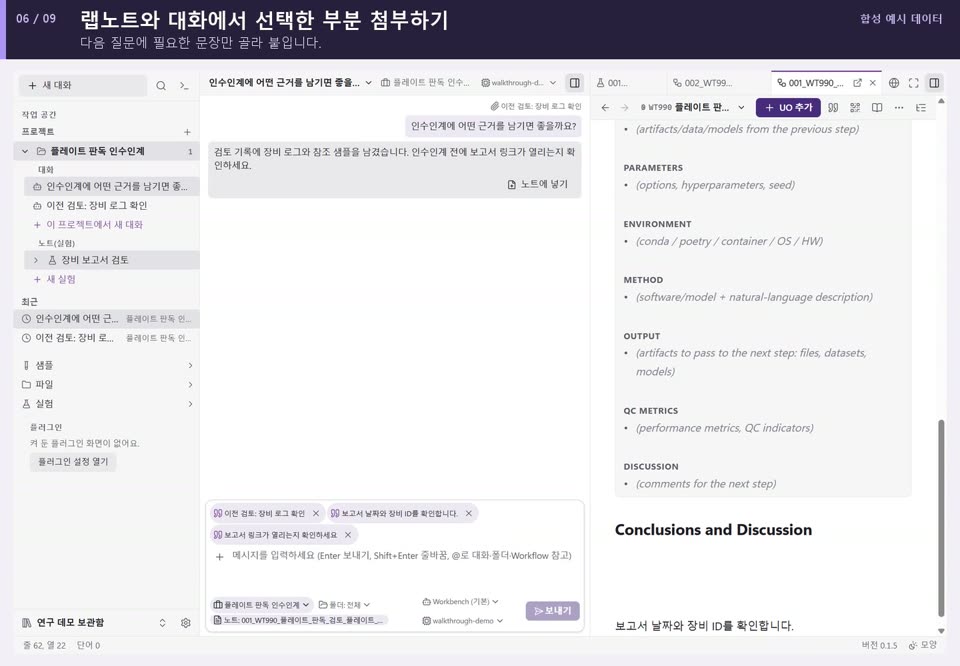 06 / 09
랩노트와 대화에서 선택한 부분 첨부하기
합성 예시 데이터
다음 질문에 필요한 문장만 골라 붙입니다.
+ 새 대화
작업 공간
프로젝트
플레이트 판독 인수인계 1
대화
인수인계에 어떤 근거를 남기면 좋...
이전 검토: 장비 로그 확인
+ 이 프로젝트에서 새 대화
노트(실험)
장비 보고서 검토
+ 새 실험
최근
인수인계에 어떤 근... 플레이트 판독 인...
이전 검토: 장비 로... 플레이트 판독 인...
샘플
파일
실험
플러그인
켜 둔 플러그인 화면이 없어요.
플러그인 설정 열기
연구 데모 보관함
줄 62, 열 22 단어 0
인수인계에 어떤 근거를 남기면 좋을... 플레이트 판독 인수... walkthrough-d...
이전 검토: 장비 로그 확인
인수인계에 어떤 근거를 남기면 좋을까요?
검토 기록에 장비 로그와 참조 샘플을 남겼습니다. 인수인계 전에 보고서 링크가 열리는지 확
인하세요.
노트에 넣기
이전 검토: 장비 로그 확인 ×
보고서 날짜와 장비 ID를 확인합니다. ×
보고서 링크가 열리는지 확인하세요 ×
+ 메시지를 입력하세요 (Enter 보내기, Shift+Enter 줄바꿈, @로 대화·폴더·Workflow 참고)
플레이트 판독 인수인계 폴더: 전체 Workbench (기본)
노트: 001_WT990_플레이트_판독_검토_플레이트_... walkthrough-demo
보내기
001... 002_WT99... 001_WT990_...
WT990 플레이트 판... + UO 추가
• (artifacts/data/models from the previous step)
PARAMETERS
• (options, hyperparameters, seed)
ENVIRONMENT
• (conda / poetry / container / OS / HW)
METHOD
• (software/model + natural-language description)
OUTPUT
• (artifacts to pass to the next step: files, datasets,
models)
QC METRICS
• (performance metrics, QC indicators)
DISCUSSION
• (comments for the next step)
Conclusions and Discussion
보고서 날짜와 장비 ID를 확인합니다.
버전 0.1.5 모양